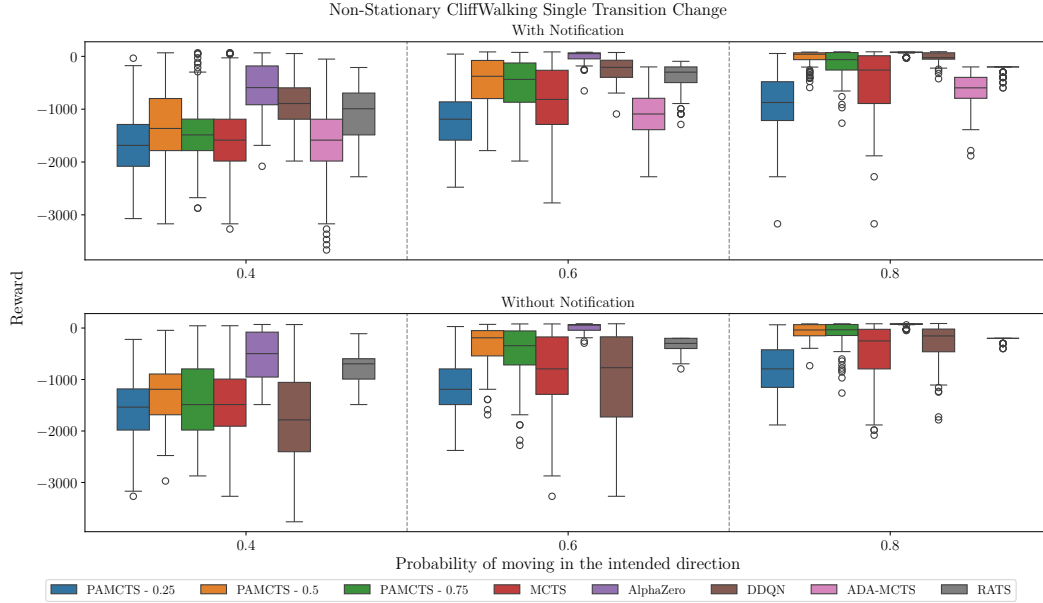 Non-Stationary CliffWalking Single Transition Change
With Notification
0
−1000
−2000
−3000
0.4
0.6
0.8
Reward
Without Notification
0
−1000
−2000
−3000
0.4
0.6
0.8
Probability of moving in the intended direction
PAMCTS - 0.25 PAMCTS - 0.5 PAMCTS - 0.75 MCTS AlphaZero DDQN ADA-MCTS RATS